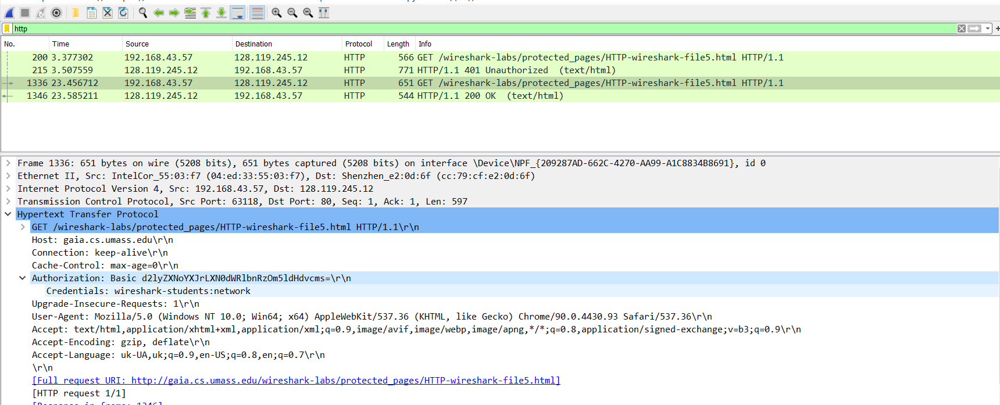 http
No. Time Source Destination Protocol Length Info
200 3.377302 192.168.43.57 128.119.245.12 HTTP 566 GET /wireshark-labs/protected_pages/HTTP-wireshark-file5.html HTTP/1.1
215 3.507559 128.119.245.12 192.168.43.57 HTTP 771 HTTP/1.1 401 Unauthorized (text/html)
1336 23.456712 192.168.43.57 128.119.245.12 HTTP 651 GET /wireshark-labs/protected_pages/HTTP-wireshark-file5.html HTTP/1.1
1346 23.585211 128.119.245.12 192.168.43.57 HTTP 544 HTTP/1.1 200 OK (text/html)
Frame 1336: 651 bytes on wire (5208 bits), 651 bytes captured (5208 bits) on interface \Device\NPF_{209287AD-662C-4270-AA99-A1C8834B8691}, id 0
Ethernet II, Src: IntelCor_55:03:f7 (04:ed:33:55:03:f7), Dst: Shenzhen_e2:0d:6f (cc:79:cf:e2:0d:6f)
Internet Protocol Version 4, Src: 192.168.43.57, Dst: 128.119.245.12
Transmission Control Protocol, Src Port: 63118, Dst Port: 80, Seq: 1, Ack: 1, Len: 597
Hypertext Transfer Protocol
GET /wireshark-labs/protected_pages/HTTP-wireshark-file5.html HTTP/1.1\r\n
Host: gaia.cs.umass.edu\r\n
Connection: keep-alive\r\n
Cache-Control: max-age=0\r\n
Authorization: Basic d2lyZXNoYXJrLXN0dWRlbnRzOm5ldHdvcms=\r\n
Credentials: wireshark-students:network
Upgrade-Insecure-Requests: 1\r\n
User-Agent: Mozilla/5.0 (Windows NT 10.0; Win64; x64) AppleWebKit/537.36 (KHTML, like Gecko) Chrome/90.0.4430.93 Safari/537.36\r\n
Accept: text/html,application/xhtml+xml,application/xml;q=0.9,image/avif,image/webp,image/apng,*/*;q=0.8,application/signed-exchange;v=b3;q=0.9\r\n
Accept-Encoding: gzip, deflate\r\n
Accept-Language: uk-UA,uk;q=0.9,en-US;q=0.8,en;q=0.7\r\n
\r\n
[Full request URI: http://gaia.cs.umass.edu/wireshark-labs/protected_pages/HTTP-wireshark-file5.html]
[HTTP request 1/1]
[Response in frame: 1346]